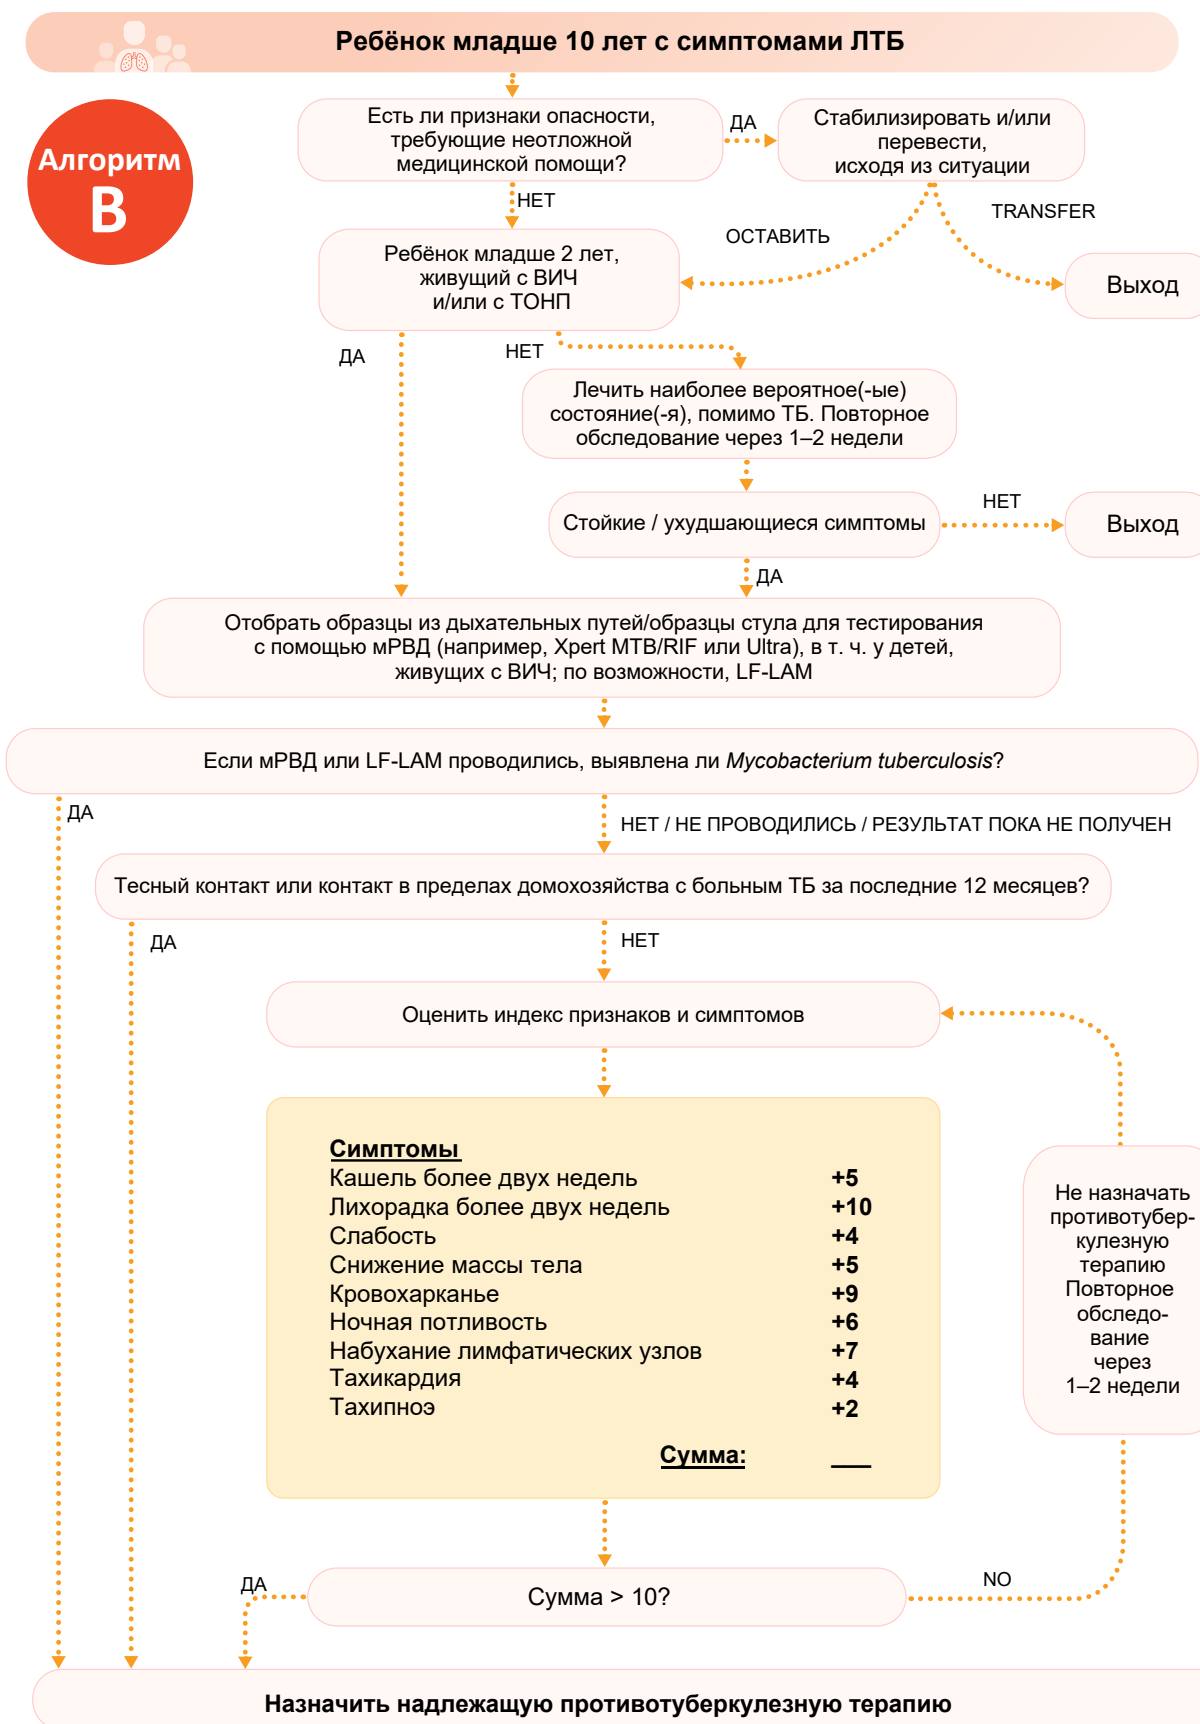 Ребёнок младше 10 лет с симптомами ЛТБ
Алгоритм
B
Есть ли признаки опасности,
требующие неотложной
медицинской помощи?
ДА
Стабилизировать и/или
перевести,
исходя из ситуации
НЕТ
TRANSFER
ОСТАВИТЬ
Ребёнок младше 2 лет,
живущий с ВИЧ
и/или с ТОНП
Выход
ДА
НЕТ
Лечить наиболее вероятное(-ые)
состояние(-я), помимо ТБ. Повторное
обследование через 1–2 недели
Стойкие / ухудшающиеся симптомы
НЕТ
Выход
ДА
Отобрать образцы из дыхательных путей/образцы стула для тестирования
с помощью мРВД (например, Xpert MTB/RIF или Ultra), в т. ч. у детей,
живущих с ВИЧ; по возможности, LF-LAM
Если мРВД или LF-LAM проводились, выявлена ли Mycobacterium tuberculosis?
ДА
НЕТ / НЕ ПРОВОДИЛИСЬ / РЕЗУЛЬТАТ ПОКА НЕ ПОЛУЧЕН
Тесный контакт или контакт в пределах домохозяйства с больным ТБ за последние 12 месяцев?
ДА
НЕТ
Оценить индекс признаков и симптомов
Симптомы
Кашель более двух недель +5
Лихорадка более двух недель +10
Слабость +4
Снижение массы тела +5
Кровохарканье +9
Ночная потливость +6
Набухание лимфатических узлов +7
Тахикардия +4
Тахипноэ +2
Сумма: ___
Не назначать
противотубер-
кулезную
терапию
Повторное
обследо-
вание
через
1–2 недели
ДА
Сумма > 10?
NO
Назначить надлежащую противотуберкулезную терапию